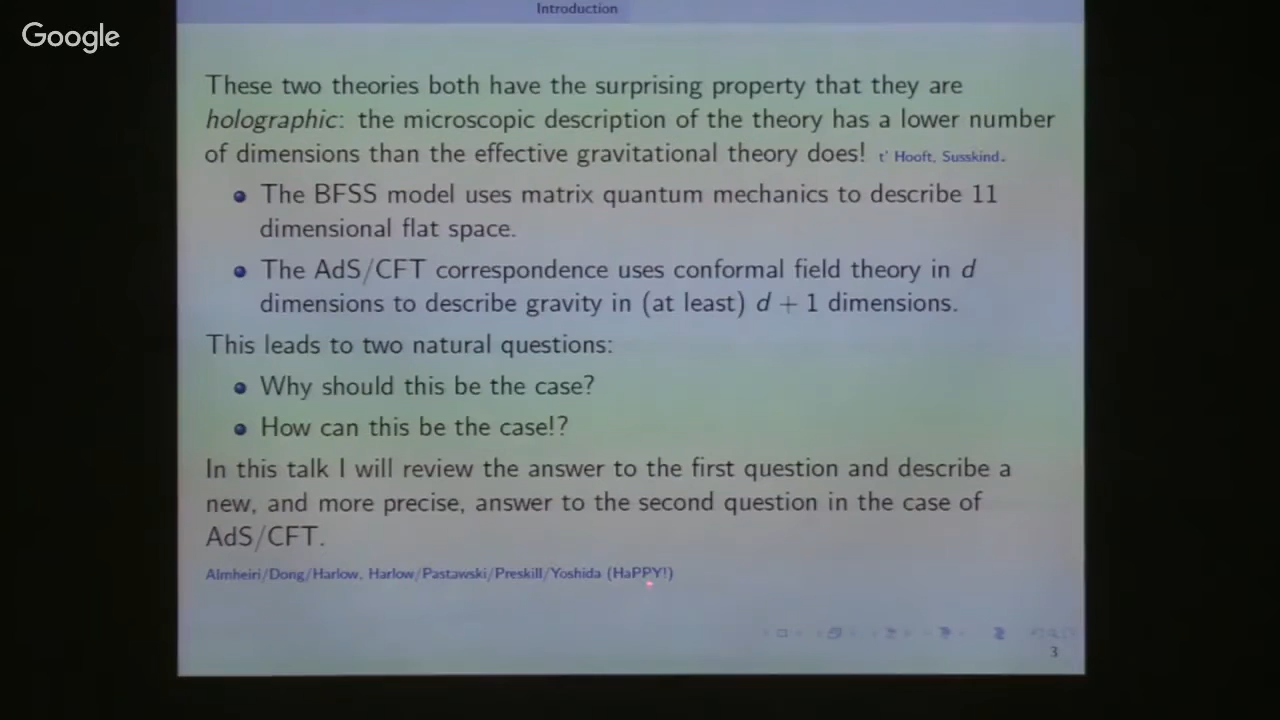 Google
Introduction
These two theories both have the surprising property that they are
holographic: the microscopic description of the theory has a lower number
of dimensions than the effective gravitational theory does! t' Hooft, Susskind.
The BFSS model uses matrix quantum mechanics to describe 11
dimensional flat space.
The AdS/CFT correspondence uses conformal field theory in d
dimensions to describe gravity in (at least) d + 1 dimensions.
This leads to two natural questions:
Why should this be the case?
How can this be the case!?
In this talk I will review the answer to the first question and describe a
new, and more precise, answer to the second question in the case of
AdS/CFT.
Almheiri/Dong/Harlow, Harlow/Pastawski/Preskill/Yoshida (HaPPY!)
3